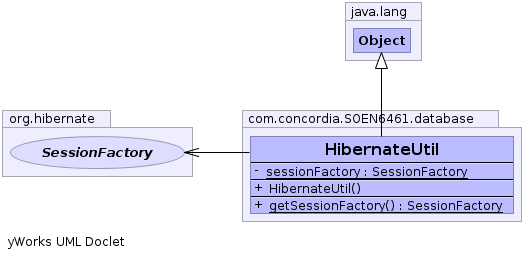 java.lang
Object
org.hibernate
SessionFactory
com.concordia.SOEN6461.database
HibernateUtil
- sessionFactory : SessionFactory
+ HibernateUtil()
+ getSessionFactory() : SessionFactory
yWorks UML Doclet